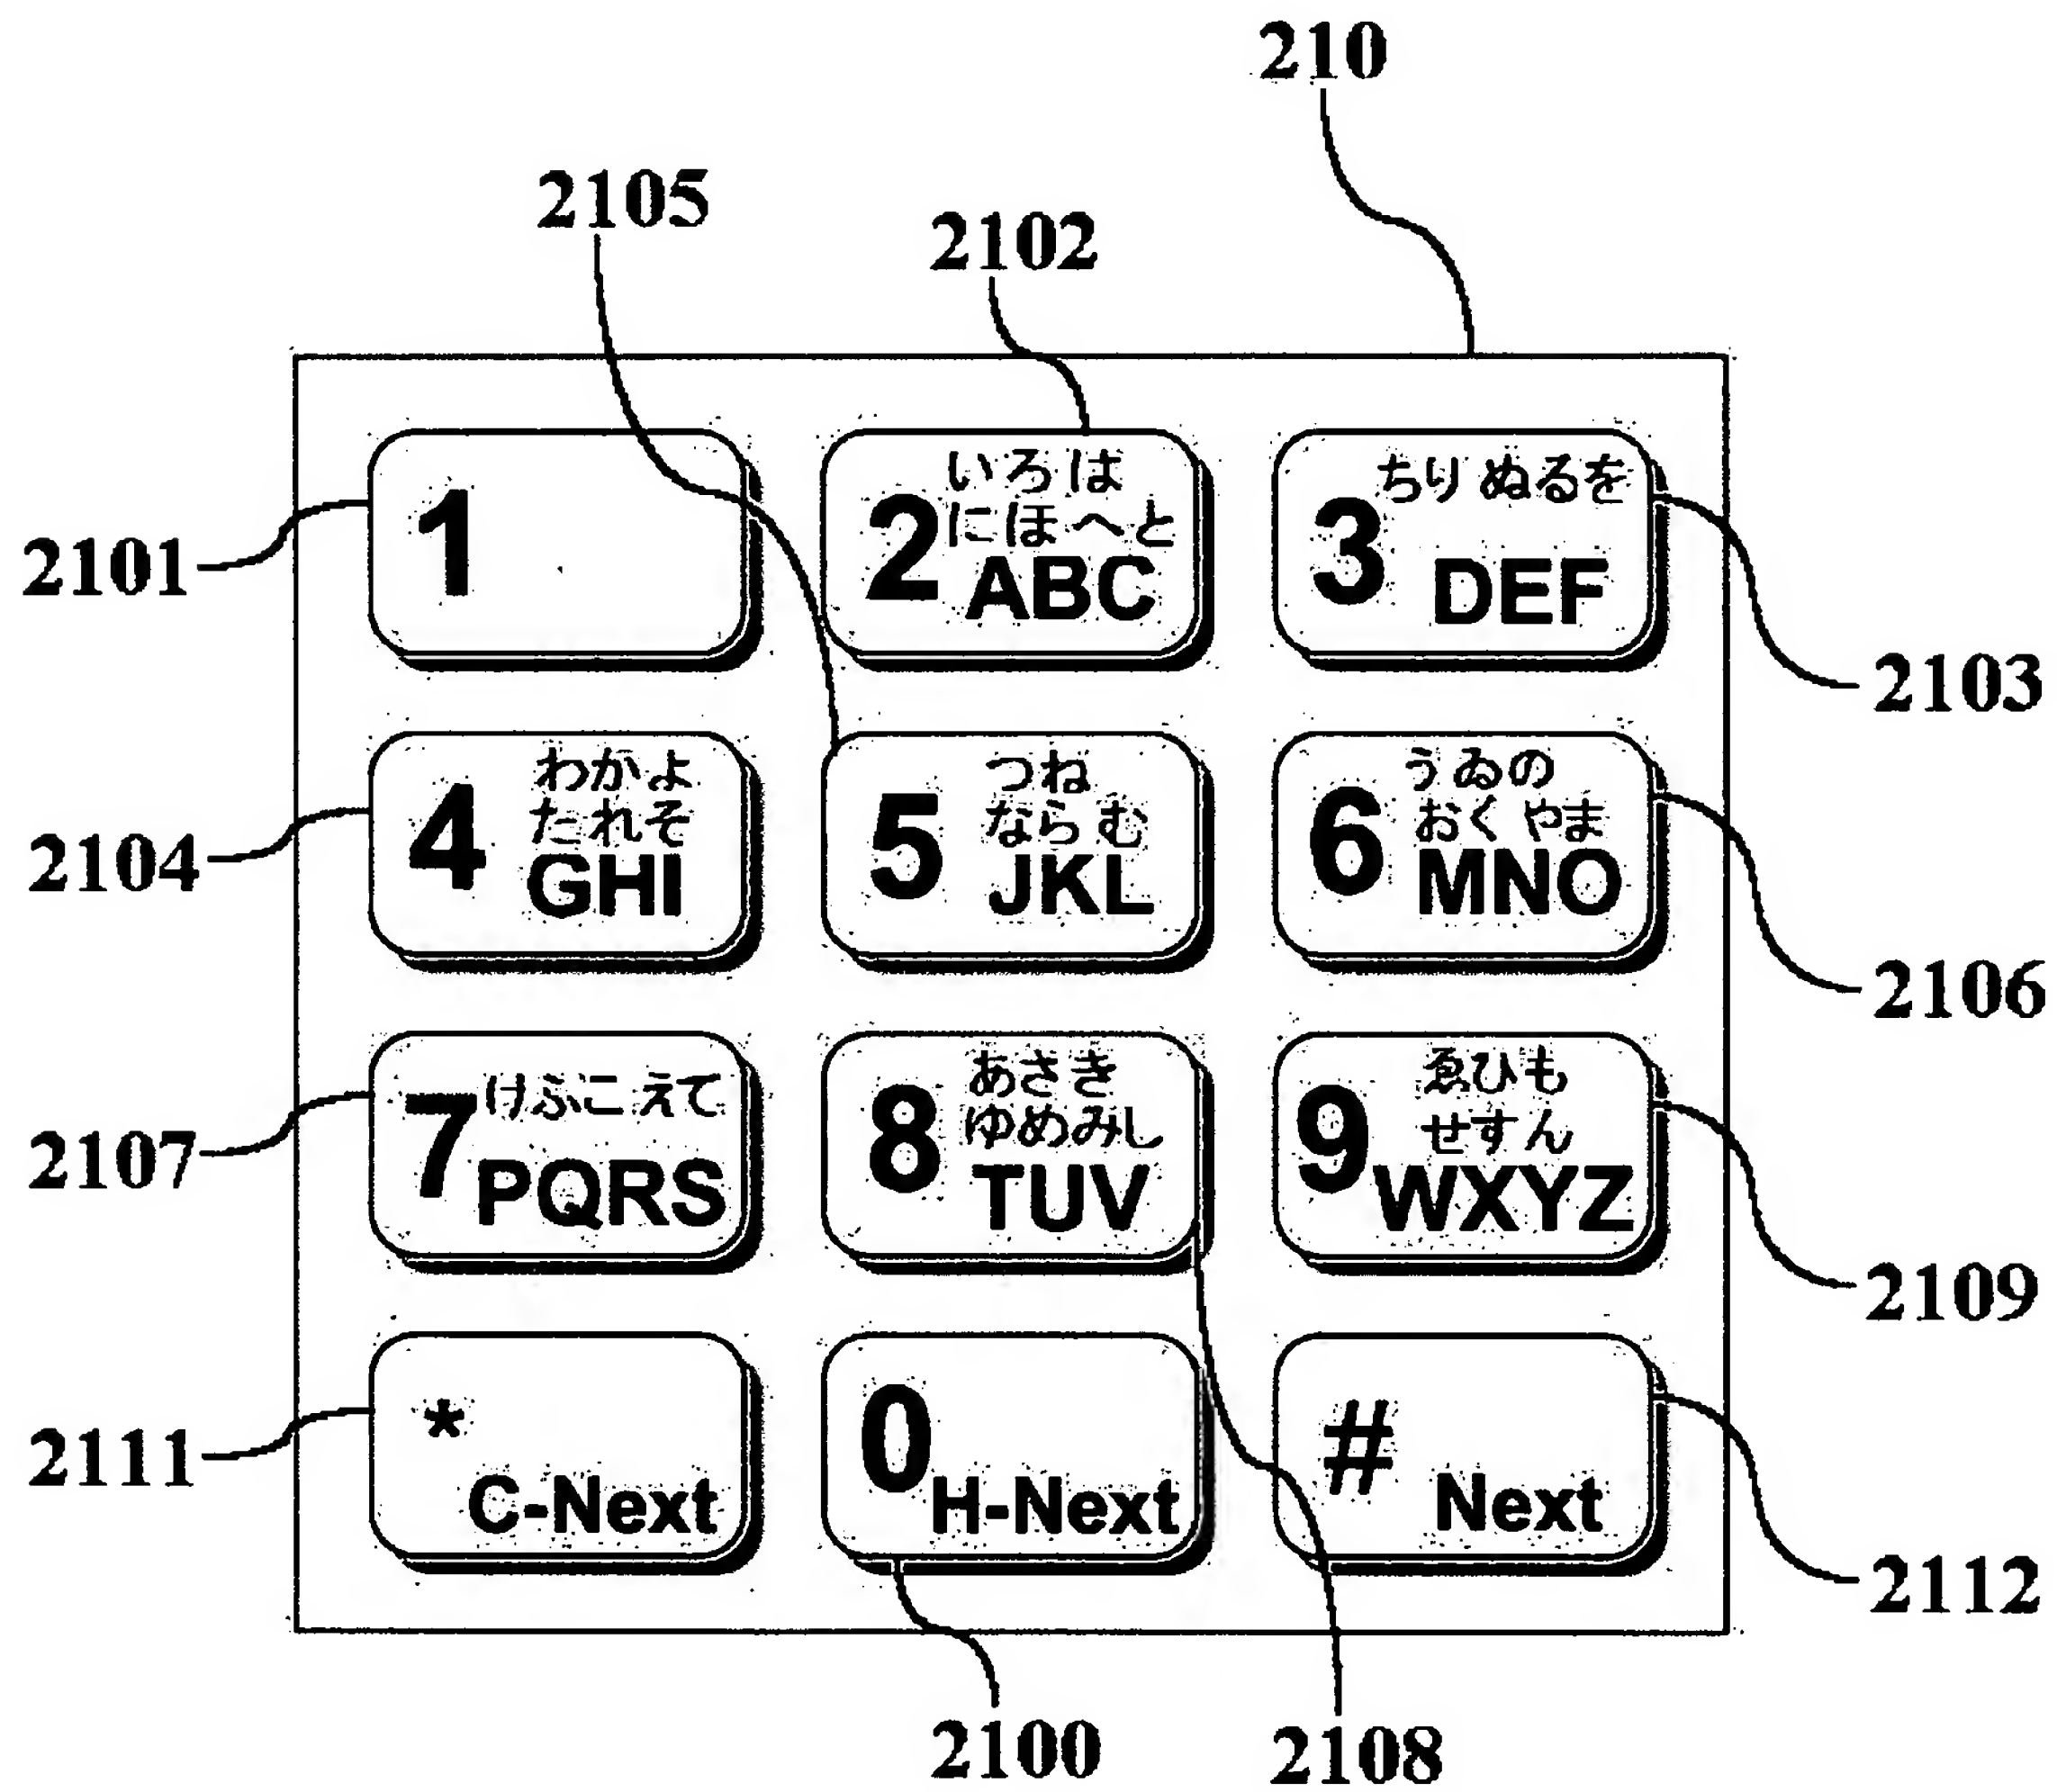 210
2105
2102
1
2
いろは
にほへと
ABC
3
ちりぬるを
DEF
2101
2103
4
わかよ
たれそ
GHI
5
つね
ならむ
JKL
6
うゐの
おくやま
MNO
2104
2106
7
けふこえて
PQRS
8
あさき
ゆめみし
TUV
9
ゑひも
せすん
WXYZ
2107
2109
*
C-Next
0
H-Next
#
Next
2111
2112
2100
2108